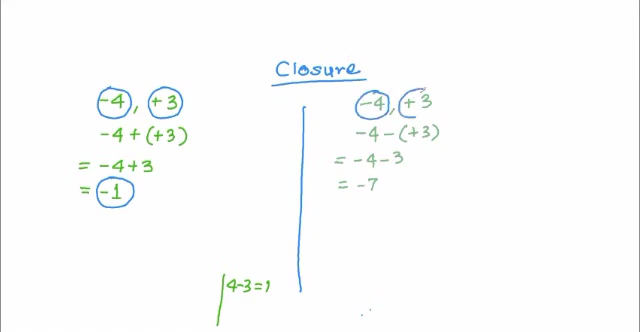 Closure
-4, +3
-4 + (+3)
= -4 + 3
= -1
4-3=1
-4, +3
-4 - (+3)
= -4 - 3
= -7